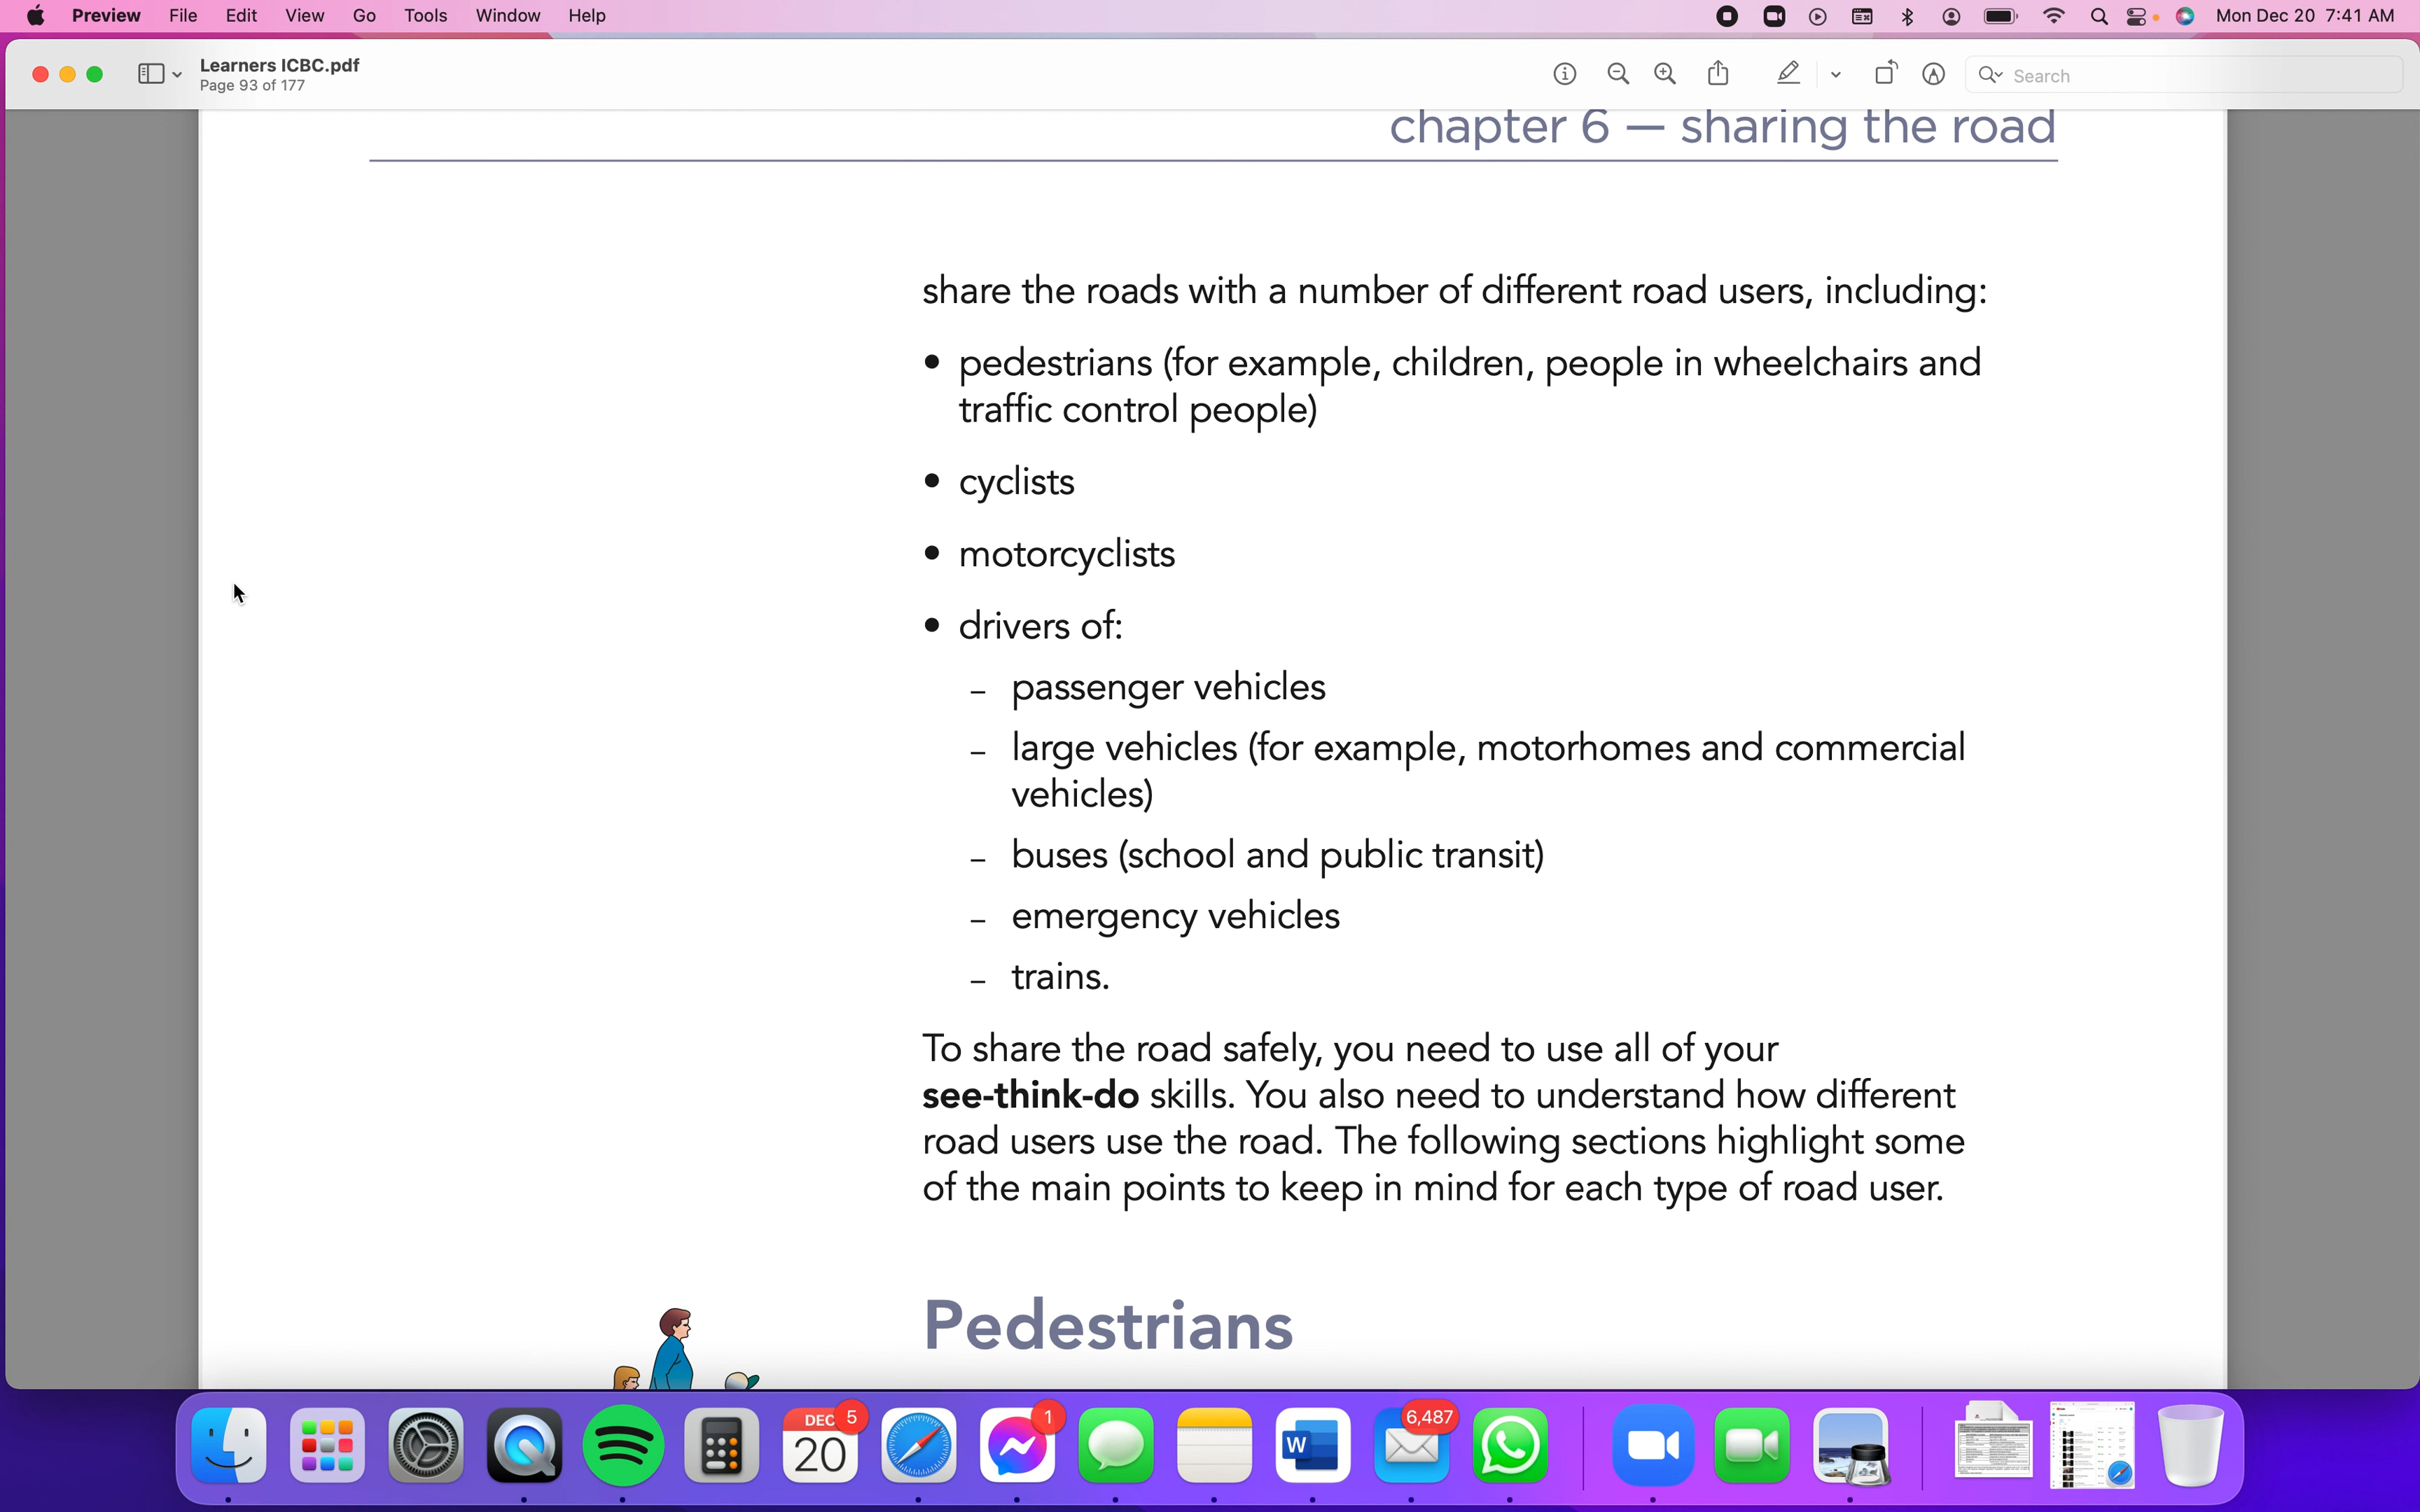 Preview File Edit View Go Tools Window Help
Mon Dec 20 7:41 AM
Learners ICBC.pdf
Page 93 of 177
Search
chapter 6 — sharing the road
share the roads with a number of different road users, including:
• pedestrians (for example, children, people in wheelchairs and
traffic control people)
• cyclists
• motorcyclists
• drivers of:
– passenger vehicles
– large vehicles (for example, motorhomes and commercial
vehicles)
– buses (school and public transit)
– emergency vehicles
– trains.
To share the road safely, you need to use all of your
see-think-do skills. You also need to understand how different
road users use the road. The following sections highlight some
of the main points to keep in mind for each type of road user.
Pedestrians
DEC 5
20
1
W
6,487